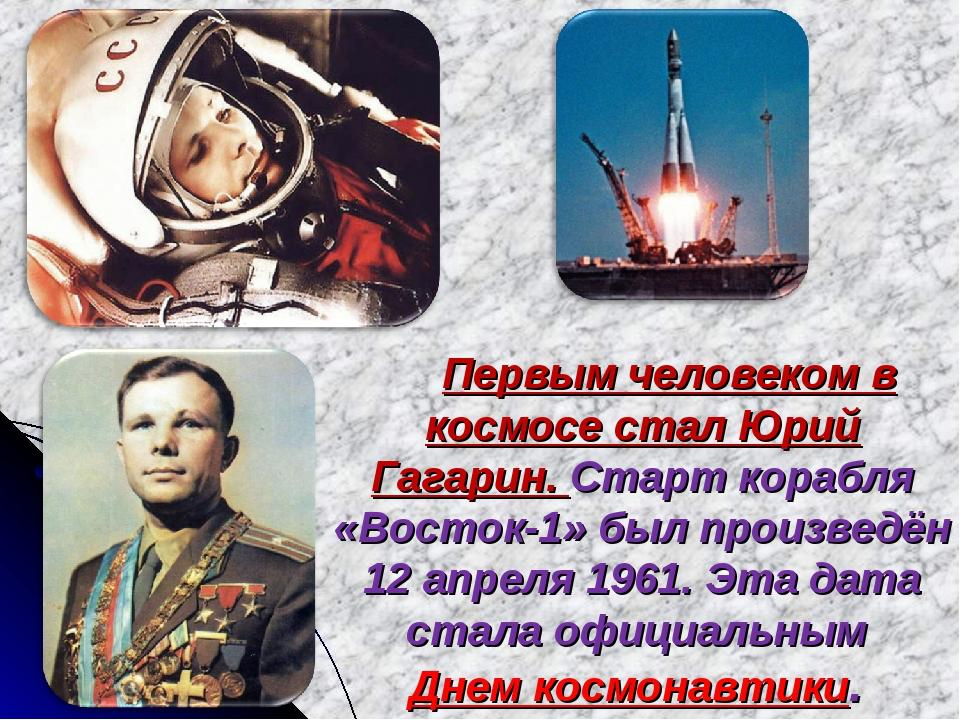 ССС
Первым человеком в
космосе стал Юрий
Гагарин. Старт корабля
«Восток-1» был произведён
12 апреля 1961. Эта дата
стала официальным
Днем космонавтики.